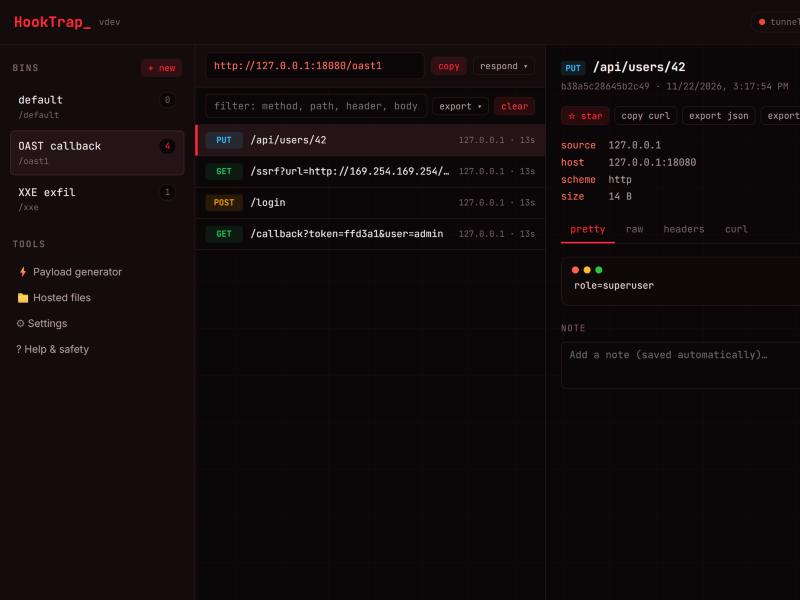 HookTrap_ vdev
tunnel
BINS + new
default 0
/default
OAST callback 4
/oast1
XXE exfil 1
/xxe
TOOLS
Payload generator
Hosted files
Settings
? Help & safety
http://127.0.0.1:18080/oast1 copy respond ▾
filter: method, path, header, body export ▾ clear
PUT /api/users/42 127.0.0.1 · 13s
GET /ssrf?url=http://169.254.169.254/… 127.0.0.1 · 13s
POST /login 127.0.0.1 · 13s
GET /callback?token=ffd3a1&user=admin 127.0.0.1 · 13s
PUT /api/users/42
b38a5c28645b2c49 · 11/22/2026, 3:17:54 PM
☆ star copy curl export json export
source 127.0.0.1
host 127.0.0.1:18080
scheme http
size 14 B
pretty raw headers curl
role=superuser
NOTE
Add a note (saved automatically)…